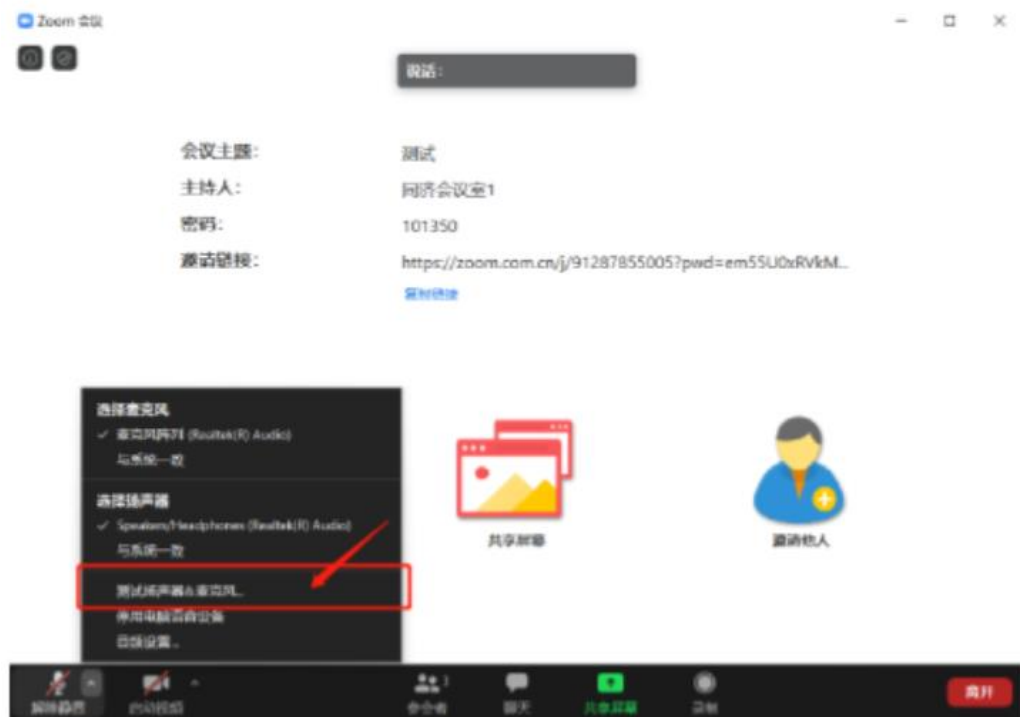 Zoom 会议
说话：
会议主题： 测试
主持人： 同济会议室1
密码： 101350
邀请链接： https://zoom.com.cn/j/91287855005?pwd=em55U0xRVkM...
复制链接
选择麦克风
✓ 麦克风阵列 (Realtek(R) Audio)
与系统一致
选择扬声器
✓ Speakers/Headphones (Realtek(R) Audio)
与系统一致
测试扬声器&麦克风...
停用电脑语音设备
音频设置...
共享屏幕
邀请他人
解除静音 启动视频 参会者 聊天 共享屏幕 录制 离开